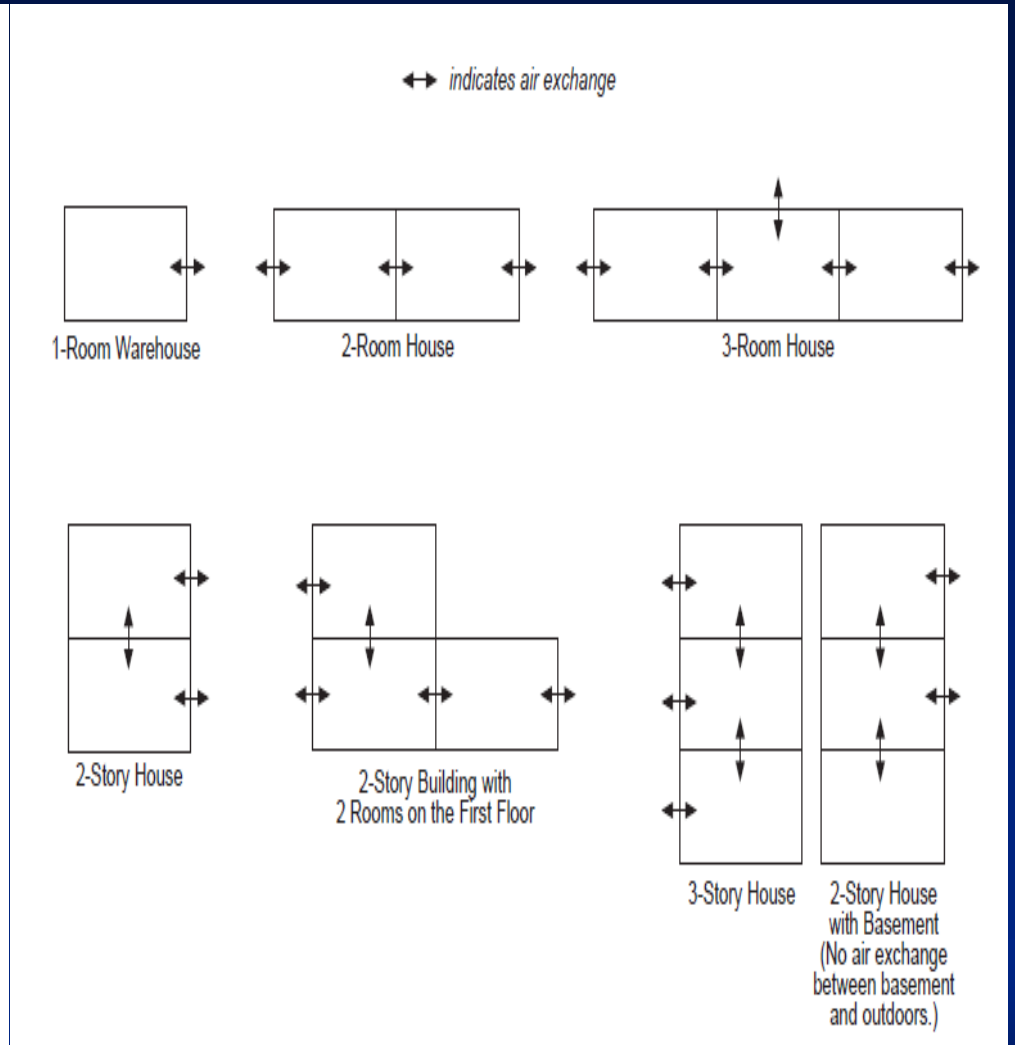 indicates air exchange
1-Room Warehouse
2-Room House
3-Room House
2-Story House
2-Story Building with
2 Rooms on the First Floor
3-Story House
2-Story House
with Basement
(No air exchange
between basement
and outdoors.)